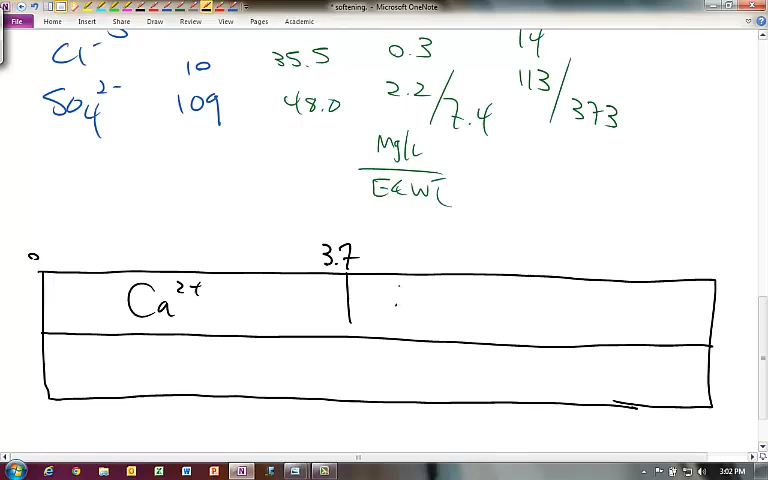 softening. - Microsoft OneNote
File Home Insert Share Draw History Review View Pages Academic
Cl⁻ 10 35.5 0.3 14
SO₄²⁻ 109 48.0 2.2/7.4 113/373
Mg/L
EQWT
0 3.7
Ca²⁺
3:02 PM